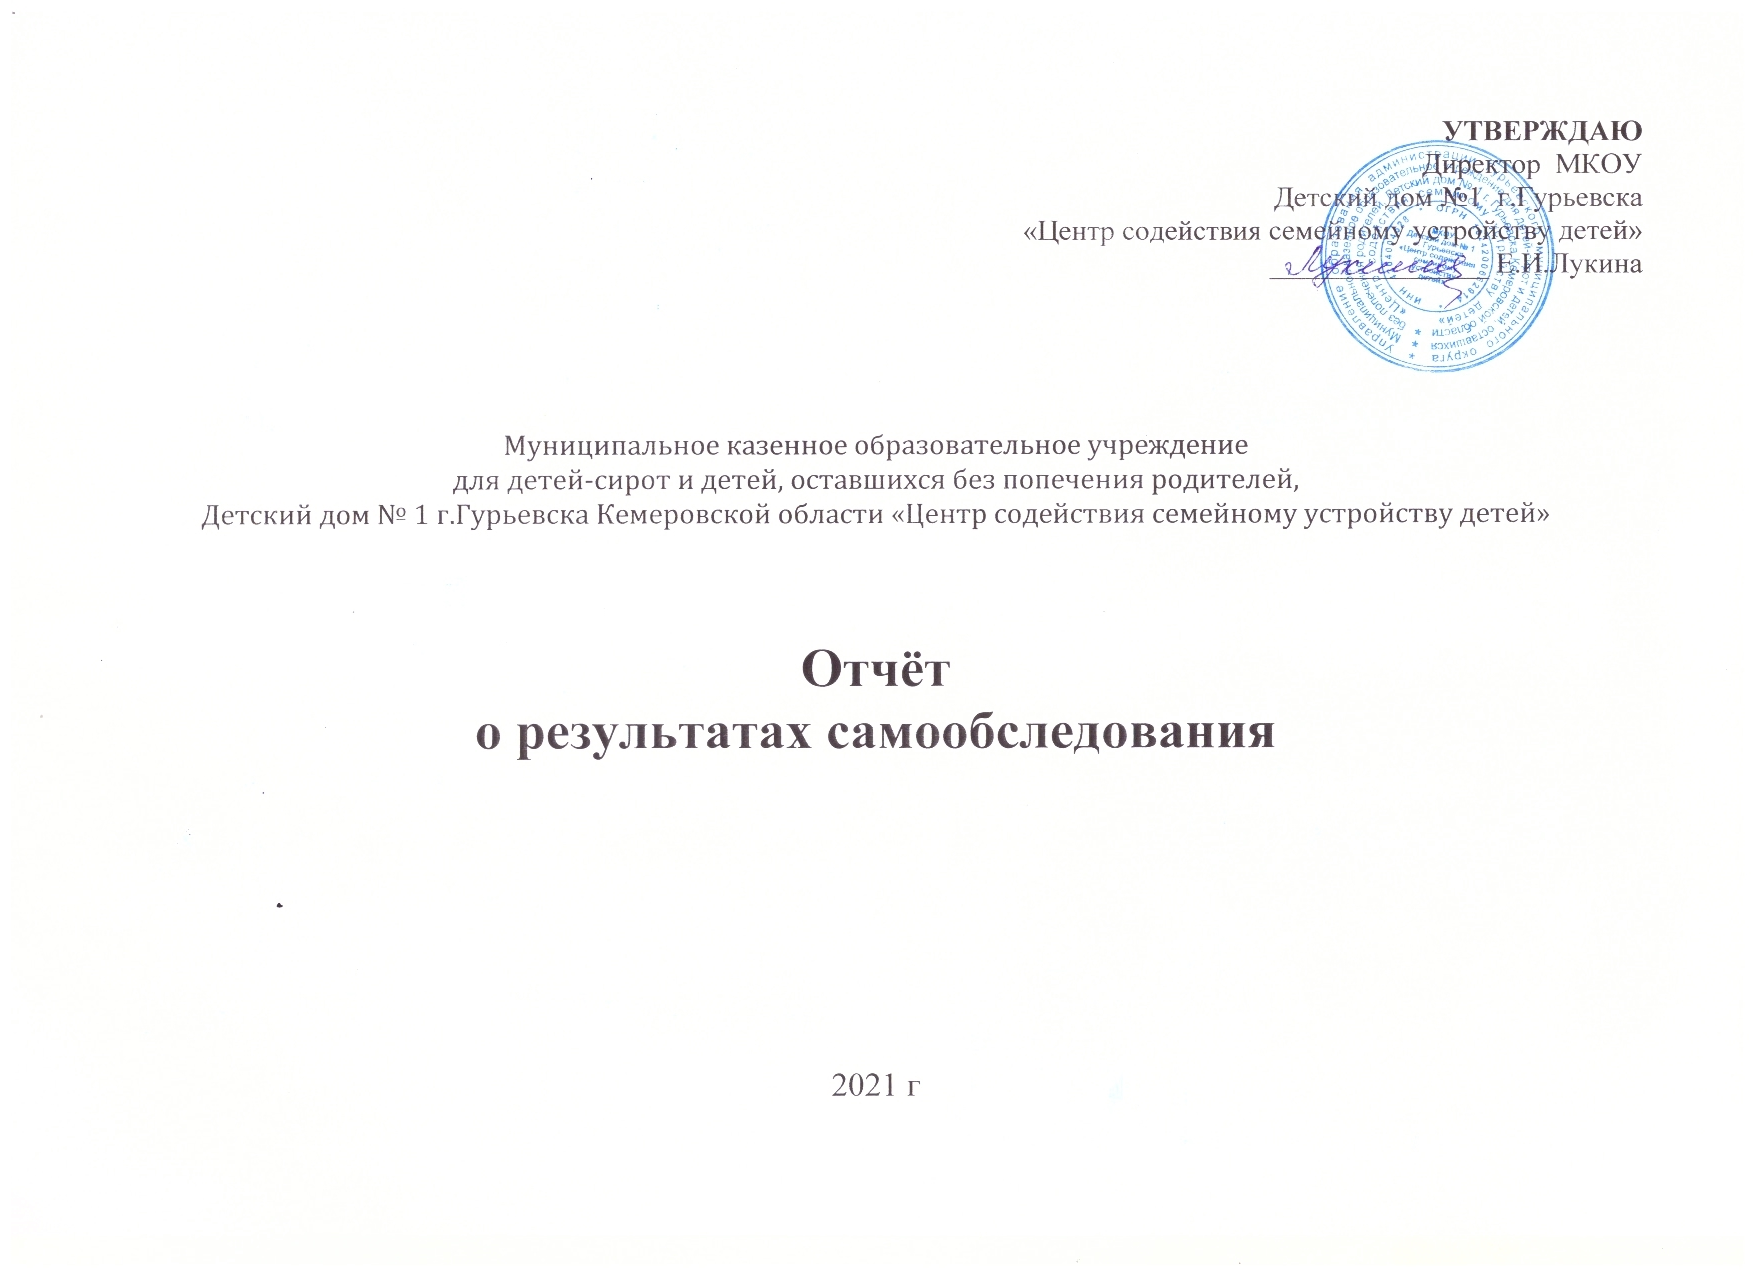 УТВЕРЖДАЮ
Директор МКОУ
Детский дом №1 г.Гурьевска
«Центр содействия семейному устройству детей»
Е.И.Лукина
Муниципальное казенное образовательное учреждение
для детей-сирот и детей, оставшихся без попечения родителей,
Детский дом № 1 г.Гурьевска Кемеровской области «Центр содействия семейному устройству детей»
Отчёт
о результатах самообследования
2021 г